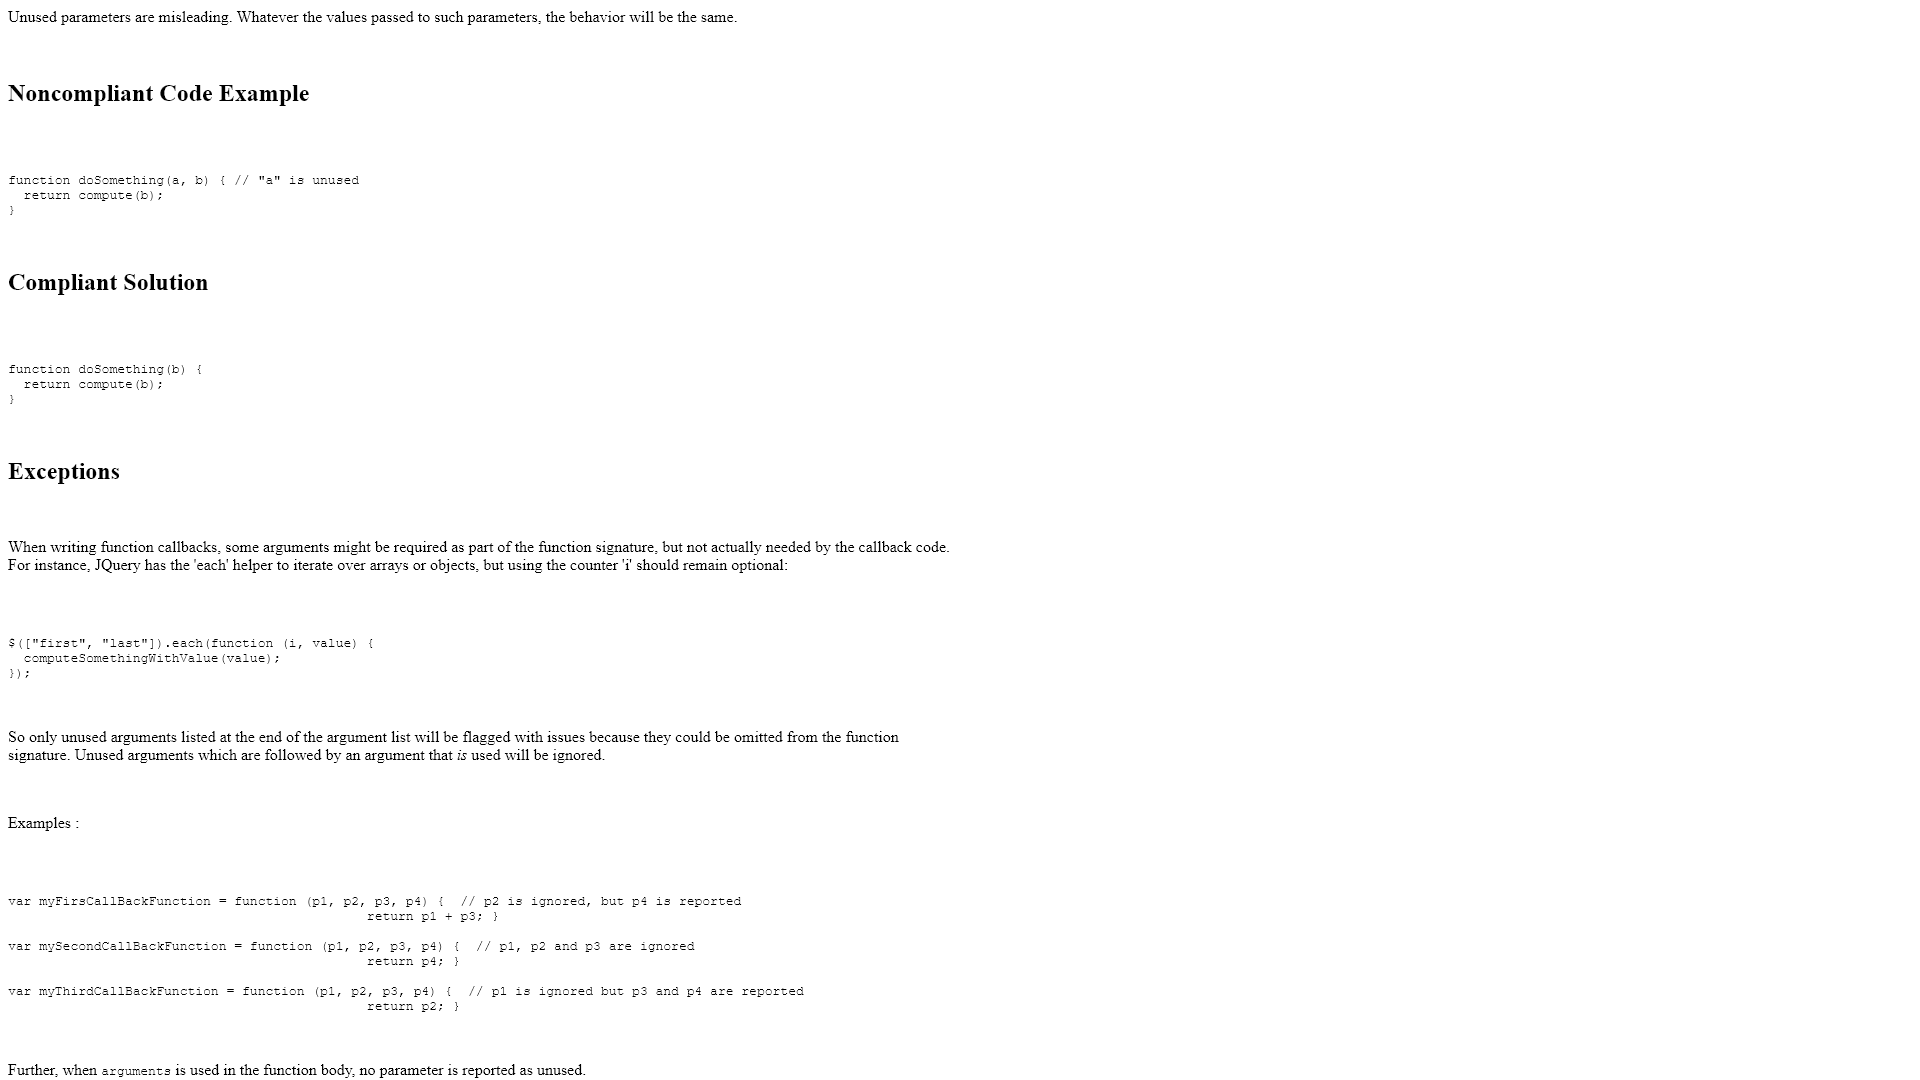 Unused parameters are misleading. Whatever the values passed to such parameters, the behavior will be the same.
Noncompliant Code Example
function doSomething(a, b) { // "a" is unused
  return compute(b);
}
Compliant Solution
function doSomething(b) {
  return compute(b);
}
Exceptions
When writing function callbacks, some arguments might be required as part of the function signature, but not actually needed by the callback code.
For instance, JQuery has the 'each' helper to iterate over arrays or objects, but using the counter 'i' should remain optional:
$(["first", "last"]).each(function (i, value) {
  computeSomethingWithValue(value);
});
So only unused arguments listed at the end of the argument list will be flagged with issues because they could be omitted from the function
signature. Unused arguments which are followed by an argument that is used will be ignored.
Examples :
var myFirsCallBackFunction = function (p1, p2, p3, p4) {  // p2 is ignored, but p4 is reported
                                              return p1 + p3; }
var mySecondCallBackFunction = function (p1, p2, p3, p4) {  // p1, p2 and p3 are ignored
                                              return p4; }
var myThirdCallBackFunction = function (p1, p2, p3, p4) {  // p1 is ignored but p3 and p4 are reported
                                              return p2; }
Further, when arguments is used in the function body, no parameter is reported as unused.